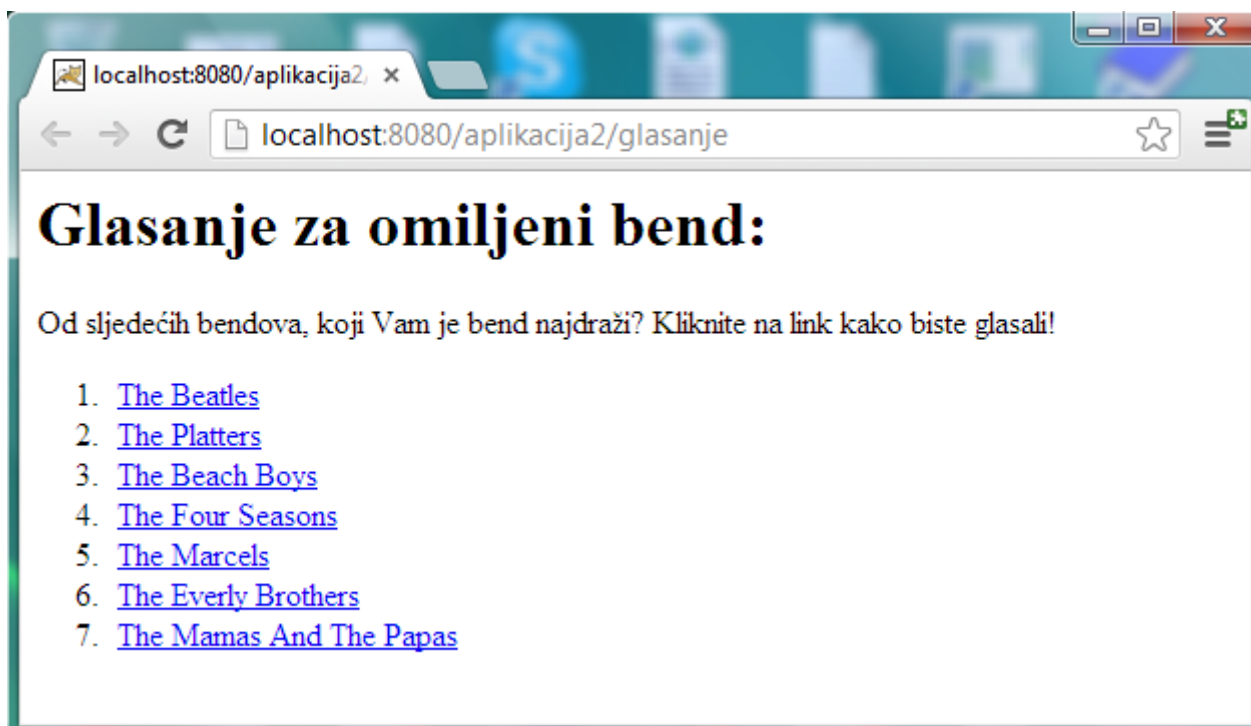 localhost:8080/aplikacija2/
localhost:8080/aplikacija2/glasanje
Glasanje za omiljeni bend:
Od sljedećih bendova, koji Vam je bend najdraži? Kliknite na link kako biste glasali!
1. The Beatles
2. The Platters
3. The Beach Boys
4. The Four Seasons
5. The Marcels
6. The Everly Brothers
7. The Mamas And The Papas